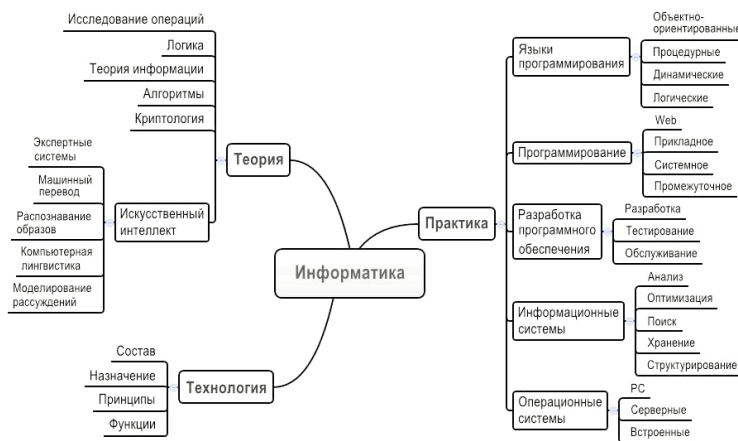 Исследование операций
Логика
Теория информации
Алгоритмы
Криптология
Теория
Экспертные
системы
Машинный
перевод
Распознавание
образов
Компьютерная
лингвистика
Моделирование
рассуждений
Искусственный
интеллект
Информатика
Состав
Назначение
Принципы
Функции
Технология
Практика
Языки
программирования
Объектно-
ориентированные
Процедурные
Динамические
Логические
Программирование
Web
Прикладное
Системное
Промежуточное
Разработка
программного
обеспечения
Разработка
Тестирование
Обслуживание
Информационные
системы
Анализ
Оптимизация
Поиск
Хранение
Структурирование
Операционные
системы
PC
Серверные
Встроенные